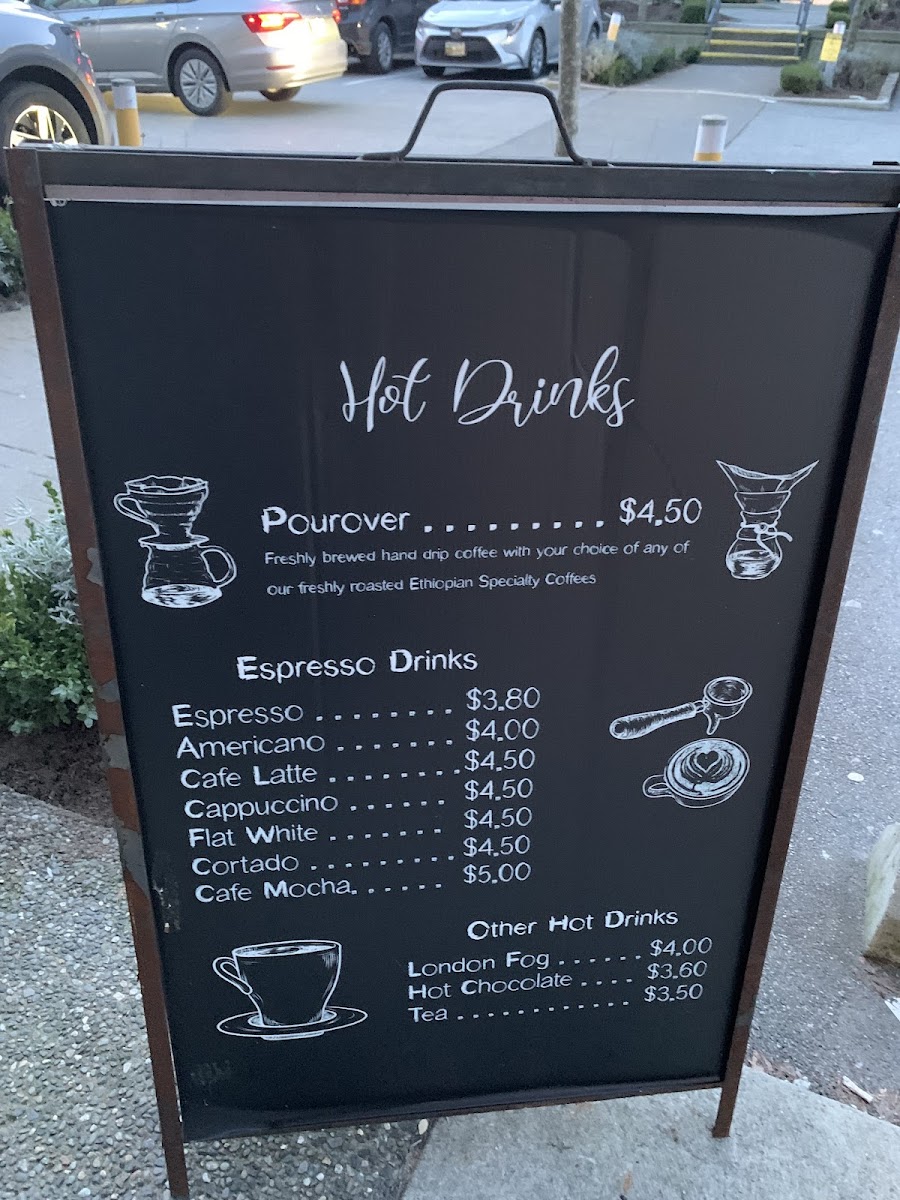 Hot Drinks
Pourover ......... $4.50
Freshly brewed hand drip coffee with your choice of any of
our freshly roasted Ethiopian Specialty Coffees
Espresso Drinks
Espresso ........ $3.80
Americano ....... $4.00
Cafe Latte ........ $4.50
Cappuccino ...... $4.50
Flat White ....... $4.50
Cortado ......... $4.50
Cafe Mocha...... $5.00
Other Hot Drinks
London Fog ...... $4.00
Hot Chocolate .... $3.60
Tea ............ $3.50